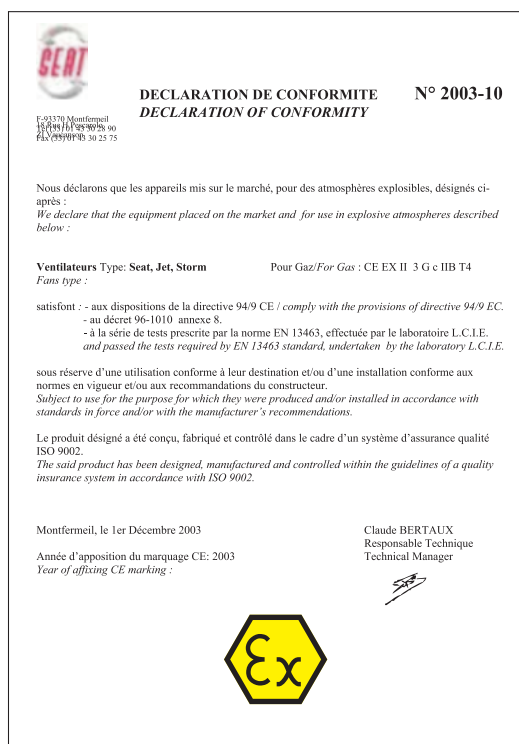 SEAT
DECLARATION DE CONFORMITE N° 2003-10
DECLARATION OF CONFORMITY
F-93370 Montfermeil
Fax (33) 01 43 30 25 75
Nous déclarons que les appareils mis sur le marché, pour des atmosphères explosibles, désignés ci-
après :
We declare that the equipment placed on the market and for use in explosive atmospheres described
below :
Ventilateurs Type: Seat, Jet, Storm Pour Gaz/For Gas : CE EX II 3 G c IIB T4
Fans type :
satisfont : - aux dispositions de la directive 94/9 CE / comply with the provisions of directive 94/9 EC.
- au décret 96-1010 annexe 8.
- à la série de tests prescrite par la norme EN 13463, effectuée par le laboratoire L.C.I.E.
and passed the tests required by EN 13463 standard, undertaken by the laboratory L.C.I.E.
sous réserve d'une utilisation conforme à leur destination et/ou d'une installation conforme aux
normes en vigueur et/ou aux recommandations du constructeur.
Subject to use for the purpose for which they were produced and/or installed in accordance with
standards in force and/or with the manufacturer's recommendations.
Le produit désigné a été conçu, fabriqué et contrôlé dans le cadre d'un système d'assurance qualité
ISO 9002.
The said product has been designed, manufactured and controlled within the guidelines of a quality
insurance system in accordance with ISO 9002.
Montfermeil, le 1er Décembre 2003 Claude BERTAUX
Responsable Technique
Année d'apposition du marquage CE: 2003 Technical Manager
Year of affixing CE marking :
Ex